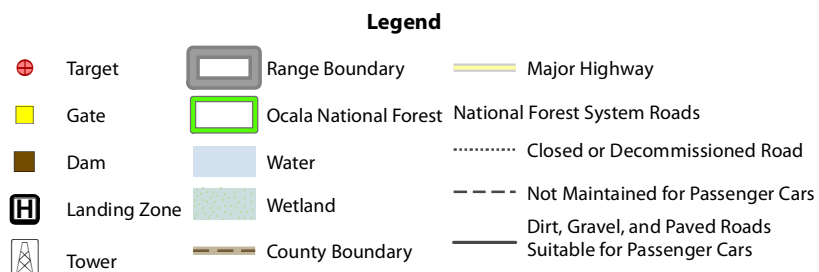 Legend
Target
Gate
Dam
H
Landing Zone
Tower
Range Boundary
Ocala National Forest
Water
Wetland
County Boundary
Major Highway
National Forest System Roads
Closed or Decommissioned Road
Not Maintained for Passenger Cars
Dirt, Gravel, and Paved Roads
Suitable for Passenger Cars